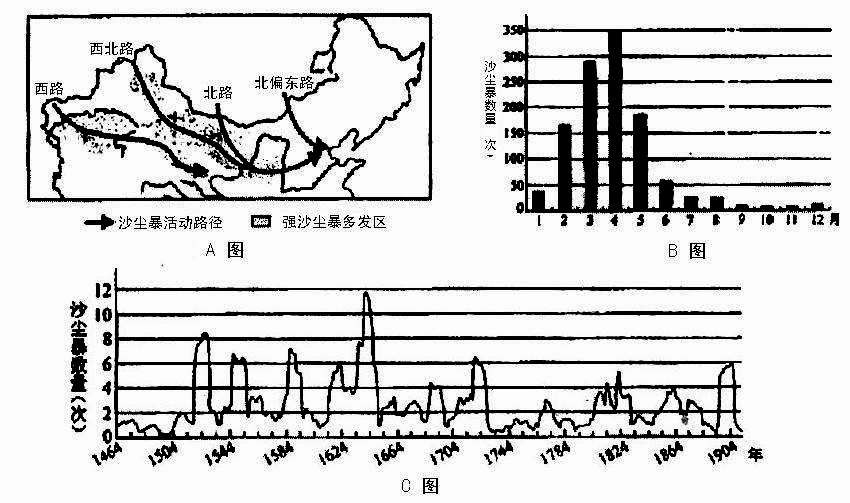 西北路
西路
北路
北偏东路
沙尘暴活动路径 强沙尘暴多发区
A 图
沙尘暴数量 次
350
300
250
200
150
100
50
0
1 2 3 4 5 6 7 8 9 10 11 12月
B 图
沙尘暴数量(次)
12
10
8
6
4
2
0
1464 1504 1544 1584 1624 1664 1704 1744 1784 1824 1864 1904 年
C 图